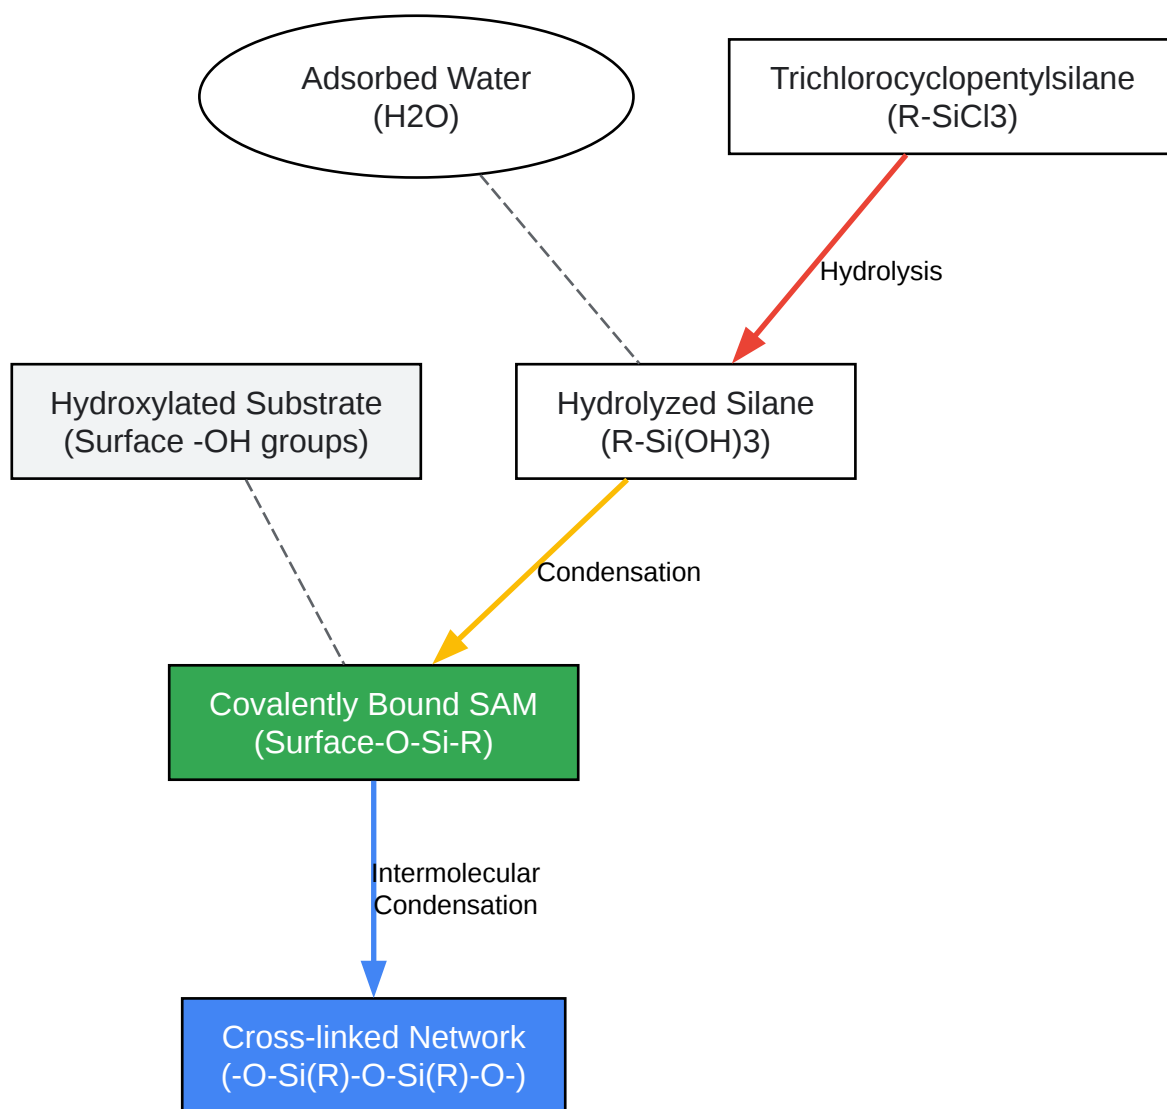 Adsorbed Water
(H2O)
Trichlorocyclopentylsilane
(R-SiCl3)
Hydrolysis
Hydroxylated Substrate
(Surface -OH groups)
Hydrolyzed Silane
(R-Si(OH)3)
Condensation
Covalently Bound SAM
(Surface-O-Si-R)
Intermolecular
Condensation
Cross-linked Network
(-O-Si(R)-O-Si(R)-O-)